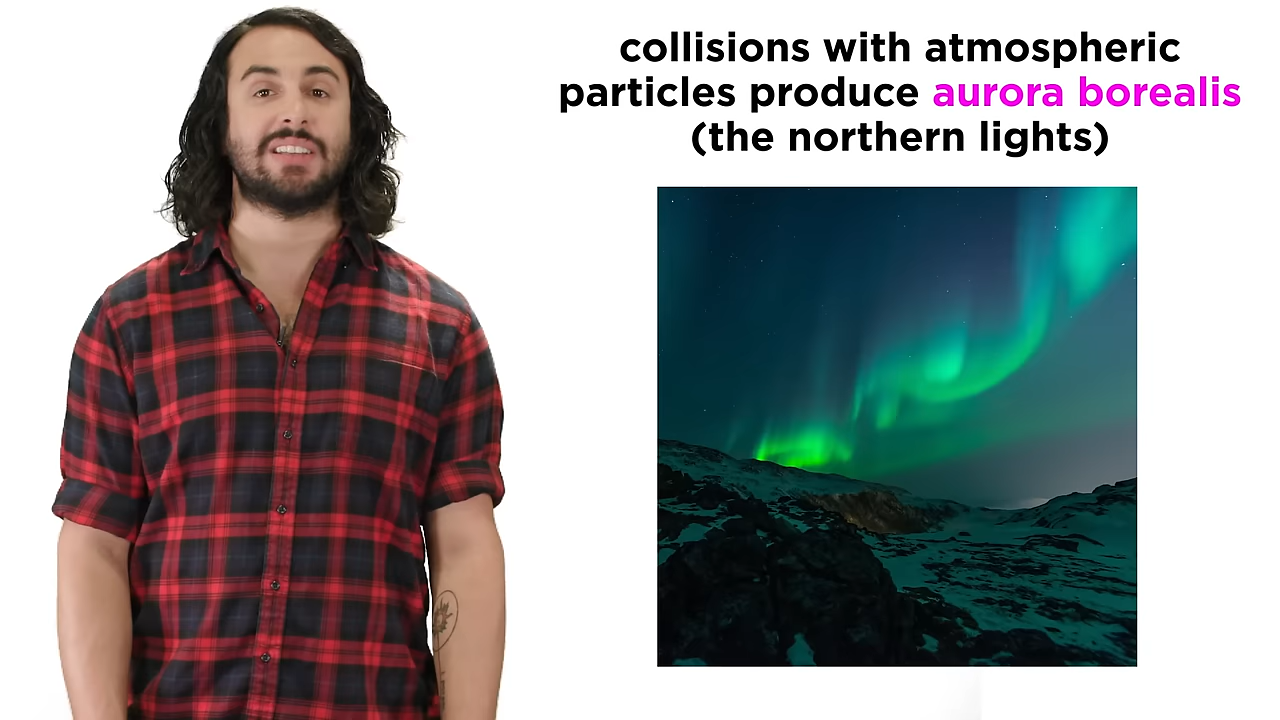 collisions with atmospheric
particles produce aurora borealis
(the northern lights)